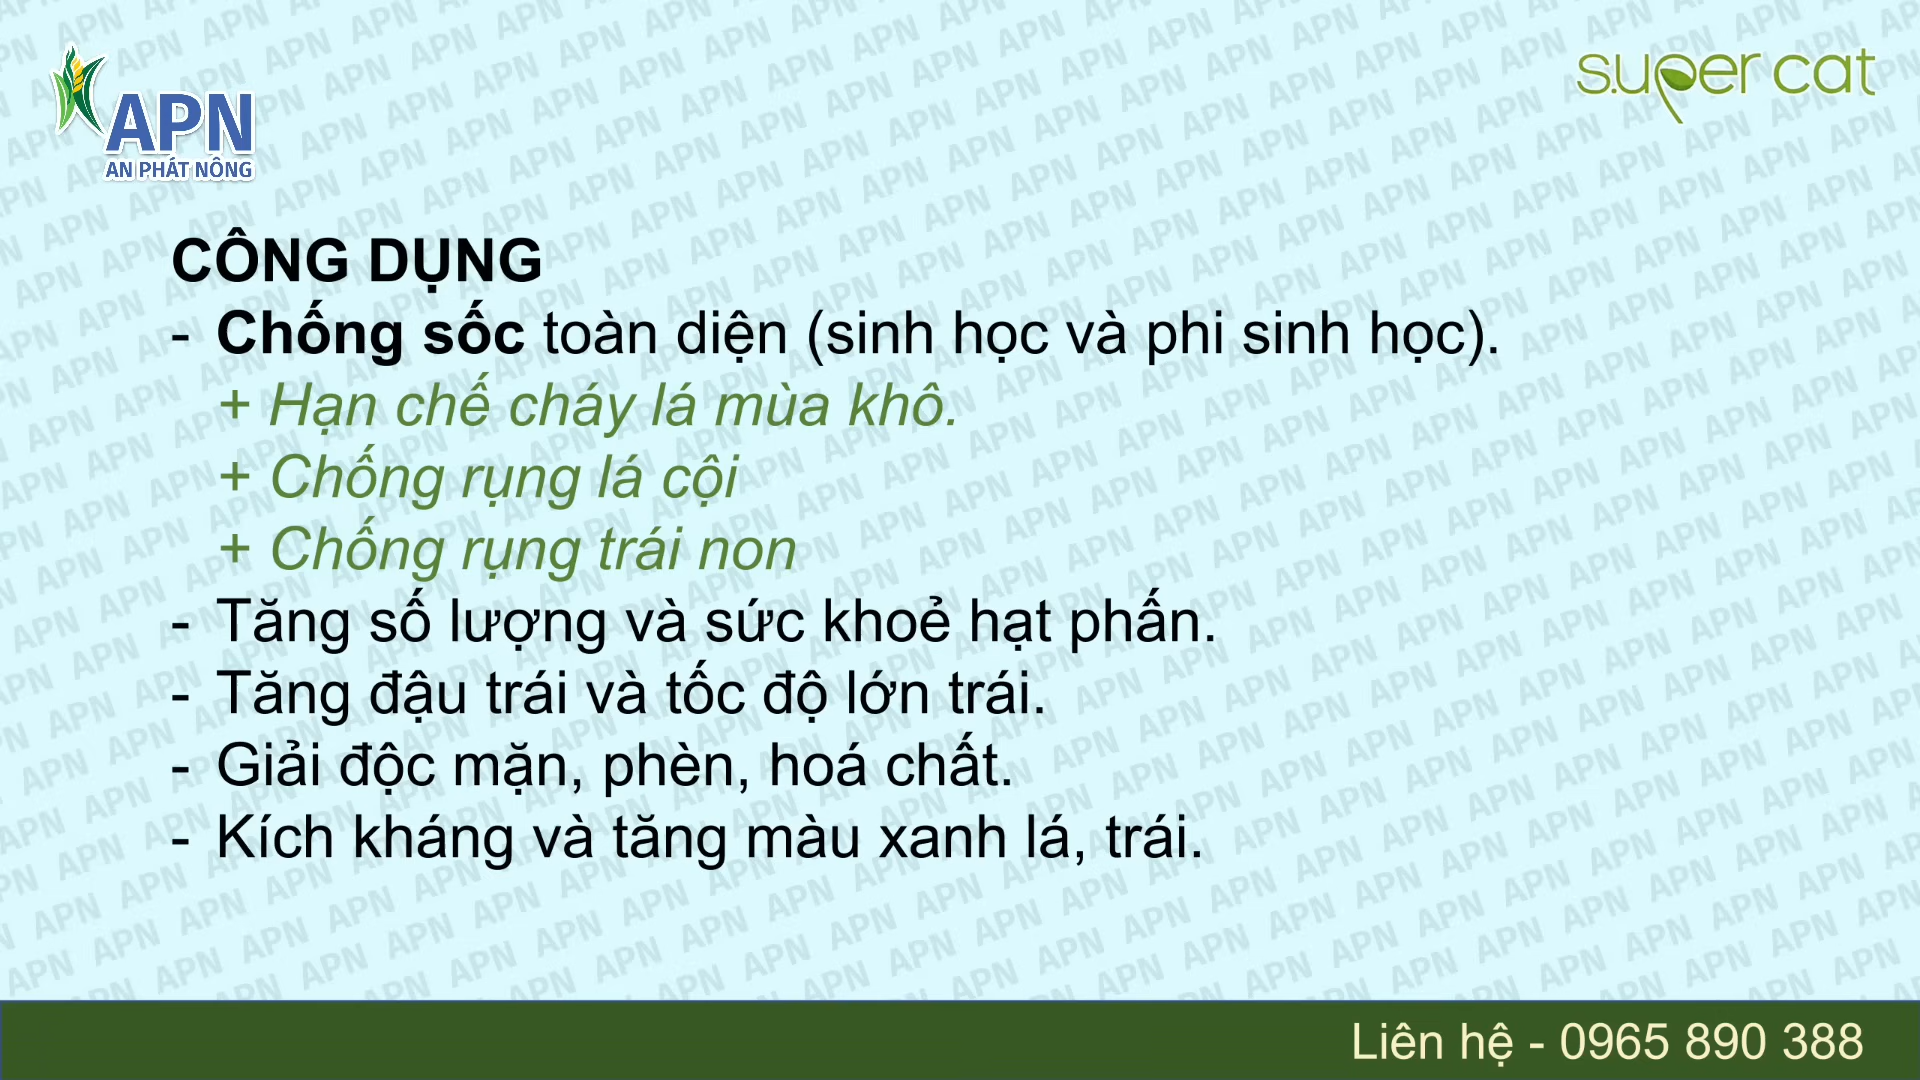 APN
AN PHÁT NÔNG
super cat
CÔNG DỤNG
- Chống sốc toàn diện (sinh học và phi sinh học).
+ Hạn chế cháy lá mùa khô.
+ Chống rụng lá cội
+ Chống rụng trái non
- Tăng số lượng và sức khoẻ hạt phấn.
- Tăng đậu trái và tốc độ lớn trái.
- Giải độc mặn, phèn, hoá chất.
- Kích kháng và tăng màu xanh lá, trái.
Liên hệ - 0965 890 388